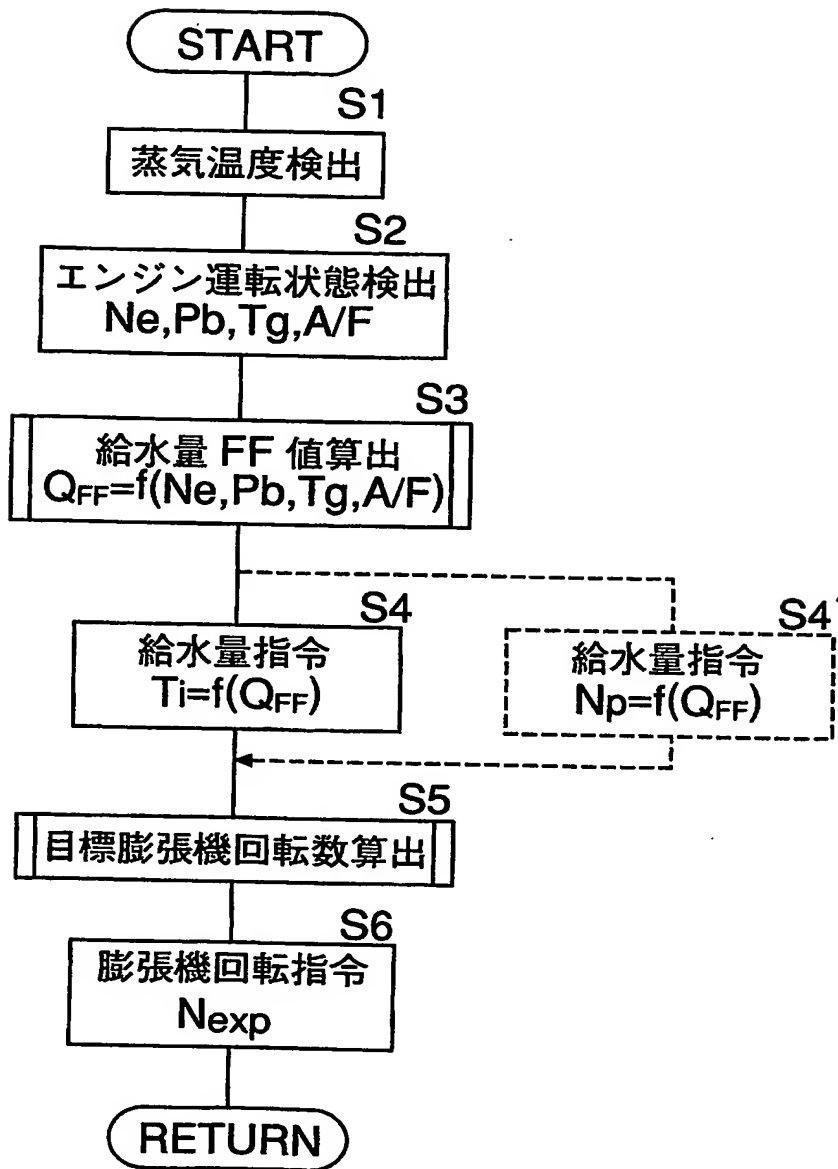 START
S1
蒸気温度検出
S2
エンジン運転状態検出
Ne,Pb,Tg,A/F
S3
給水量 FF 値算出
QFF=f(Ne,Pb,Tg,A/F)
S4
給水量指令
Ti=f(QFF)
S4'
給水量指令
Np=f(QFF)
S5
目標膨張機回転数算出
S6
膨張機回転指令
Nexp
RETURN